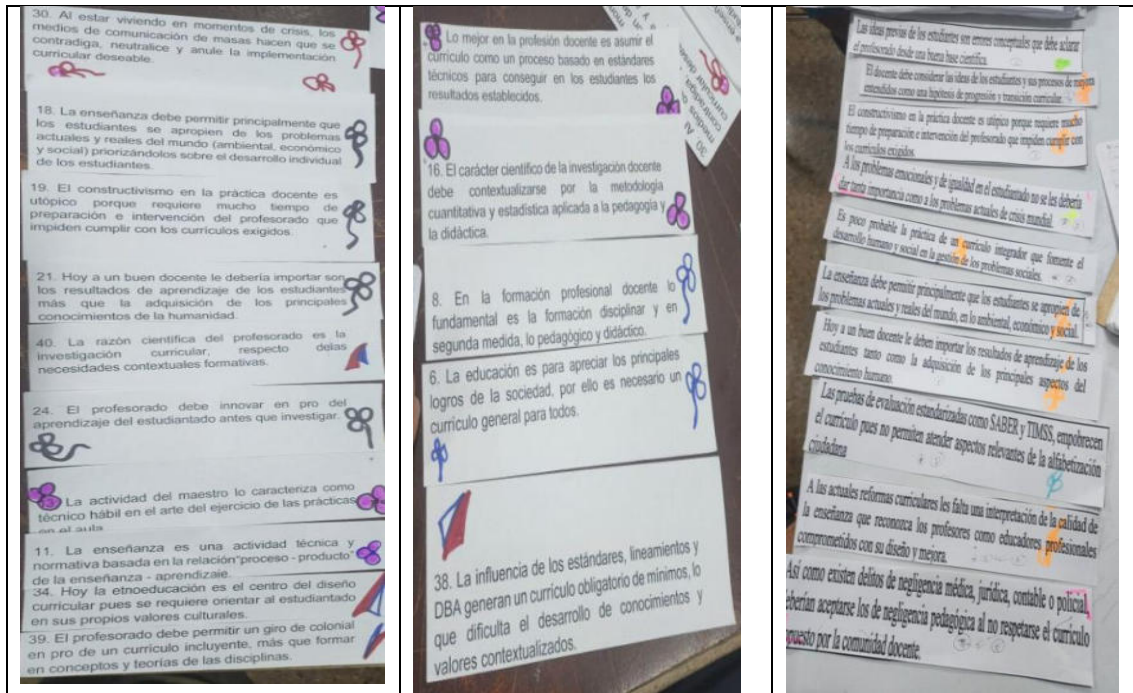 30. Al estar viviendo en momentos de crisis, los
medios de comunicación de masas hacen que se
contradiga, neutralice y anule la implementación
curricular deseable.
18. La enseñanza debe permitir principalmente que
los estudiantes se apropien de los problemas
actuales y reales del mundo (ambiental, económico
y social) priorizándolos sobre el desarrollo individual
de los estudiantes.
19. El constructivismo en la práctica docente es
utópico porque requiere mucho tiempo de
preparación e intervención del profesorado que
impiden cumplir con los currículos exigidos.
21. Hoy a un buen docente le debería importar son
los resultados de aprendizaje de los estudiantes
más que la adquisición de los principales
conocimientos de la humanidad.
40. La razón científica del profesorado es la
investigación curricular, respecto delas
necesidades contextuales formativas.
24. El profesorado debe innovar en pro del
aprendizaje del estudiantado antes que investigar.
La actividad del maestro lo caracteriza como
técnico hábil en el arte del ejercicio de las prácticas
en el aula
11. La enseñanza es una actividad técnica y
normativa basada en la relación"proceso - producto"
de la enseñanza - aprendizaje.
34. Hoy la etnoeducación es el centro del diseño
curricular pues se requiere orientar al estudiantado
en sus propios valores culturales.
39. El profesorado debe permitir un giro de colonial
en pro de un currículo incluyente, más que formar
en conceptos y teorías de las disciplinas.
Lo mejor en la profesión docente es asumir el
currículo como un proceso basado en estándares
técnicos para conseguir en los estudiantes los
resultados establecidos.
16. El carácter científico de la investigación docente
debe contextualizarse por la metodología
cuantitativa y estadística aplicada a la pedagogía y
la didáctica.
8. En la formación profesional docente lo
fundamental es la formación disciplinar y en
segunda medida, lo pedagógico y didáctico.
6. La educación es para apreciar los principales
logros de la sociedad, por ello es necesario un
currículo general para todos.
38. La influencia de los estándares, lineamientos y
DBA generan un currículo obligatorio de mínimos, lo
que dificulta el desarrollo de conocimientos y
valores contextualizados.
30. Al
medios de
contradiga,
curricular dese
Las ideas previas de los estudiantes son errores conceptuales que debe aclarar
el profesorado desde una buena base científica.
El docente debe considerar las ideas de los estudiantes y sus procesos de mejora
entendidos como una hipótesis de progresión y transición curricular.
El constructivismo en la práctica docente es utópico porque requiere mucho
tiempo de preparación e intervención del profesorado que impiden cumplir con
los currículos exigidos.
A los problemas emocionales y de igualdad en el estudiantado no se les debería
dar tanta importancia como a los problemas actuales de crisis mundial.
Es poco probable la práctica de un currículo integrador que fomente el
desarrollo humano y social en la gestión de los problemas sociales.
La enseñanza debe permitir principalmente que los estudiantes se apropien de
los problemas actuales y reales del mundo, en lo ambiental, económico y social.
Hoy a un buen docente le deben importar los resultados de aprendizaje de los
estudiantes tanto como la adquisición de los principales aspectos del
conocimiento humano.
Las pruebas de evaluación estandarizadas como SABER y TIMSS, empobrecen
el currículo pues no permiten atender aspectos relevantes de la alfabetización
ciudadana
A las actuales reformas curriculares les falta una interpretación de la calidad de
la enseñanza que reconozca los profesores como educadores profesionales
comprometidos con su diseño y mejora.
Así como existen delitos de negligencia médica, jurídica, contable o policial,
deberían aceptarse los de negligencia pedagógica al no respetarse el currículo
puesto por la comunidad docente.